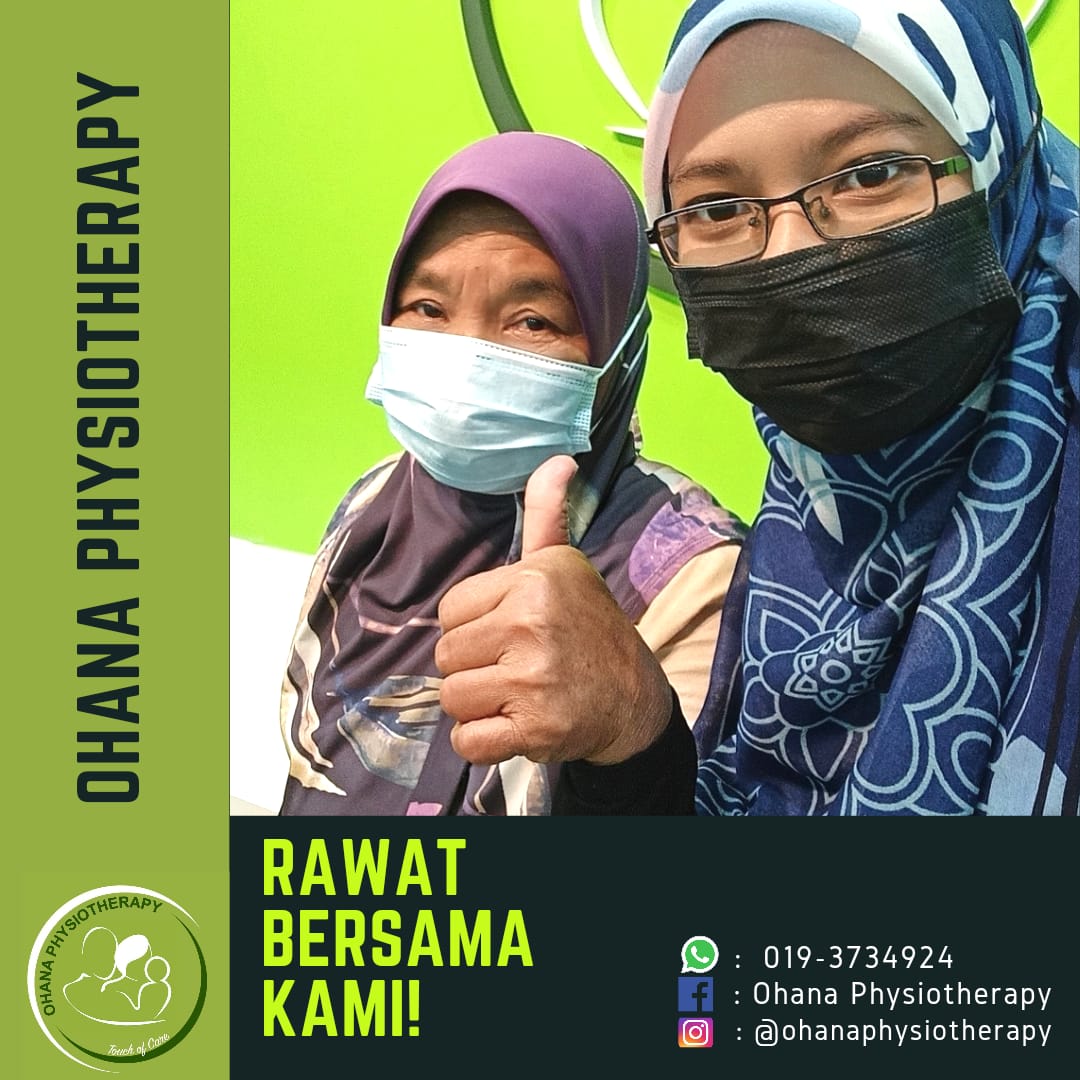 OHANA PHYSIOTHERAPY
RAWAT
BERSAMA
KAMI!
OHANA PHYSIOTHERAPY
Touch of Care
: 019-3734924
: Ohana Physiotherapy
: @ohanaphysiotherapy